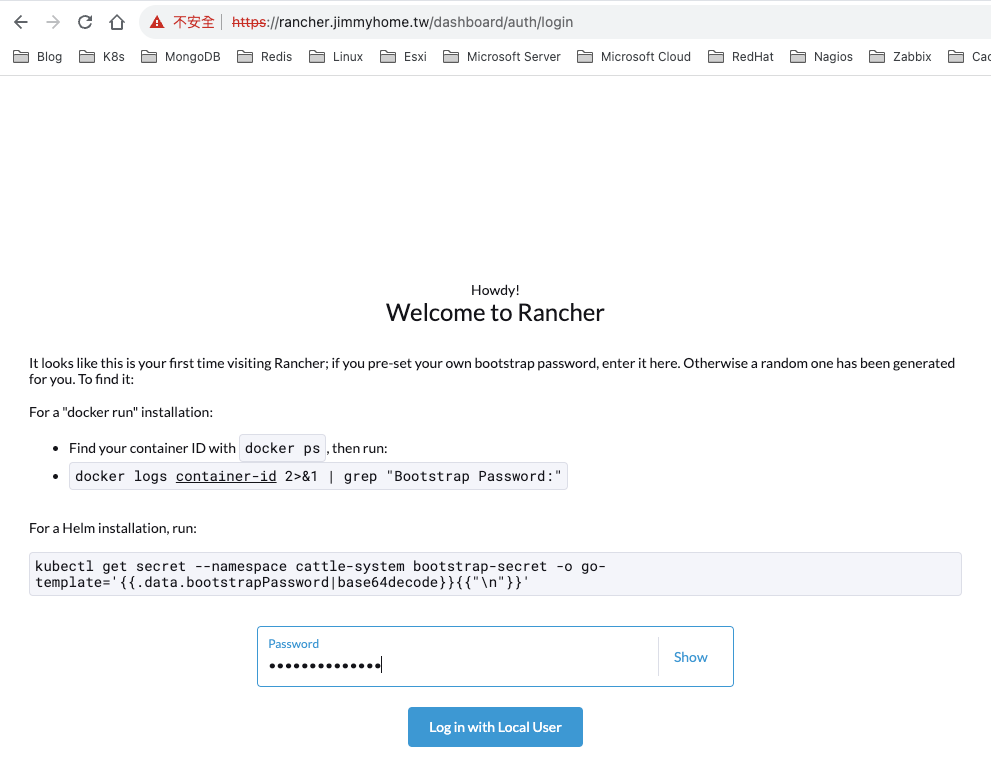 不安全 | https://rancher.jimmyhome.tw/dashboard/auth/login
Blog K8s MongoDB Redis Linux Esxi Microsoft Server Microsoft Cloud RedHat Nagios Zabbix Cac
Howdy!
Welcome to Rancher
It looks like this is your first time visiting Rancher; if you pre-set your own bootstrap password, enter it here. Otherwise a random one has been generated
for you. To find it:
For a "docker run" installation:
• Find your container ID with docker ps, then run:
• docker logs container-id 2>&1 | grep "Bootstrap Password:"
For a Helm installation, run:
kubectl get secret --namespace cattle-system bootstrap-secret -o go-
template='{{.data.bootstrapPassword|base64decode}}{{"\n"}}'
Password
••••••••••••••
Show
Log in with Local User